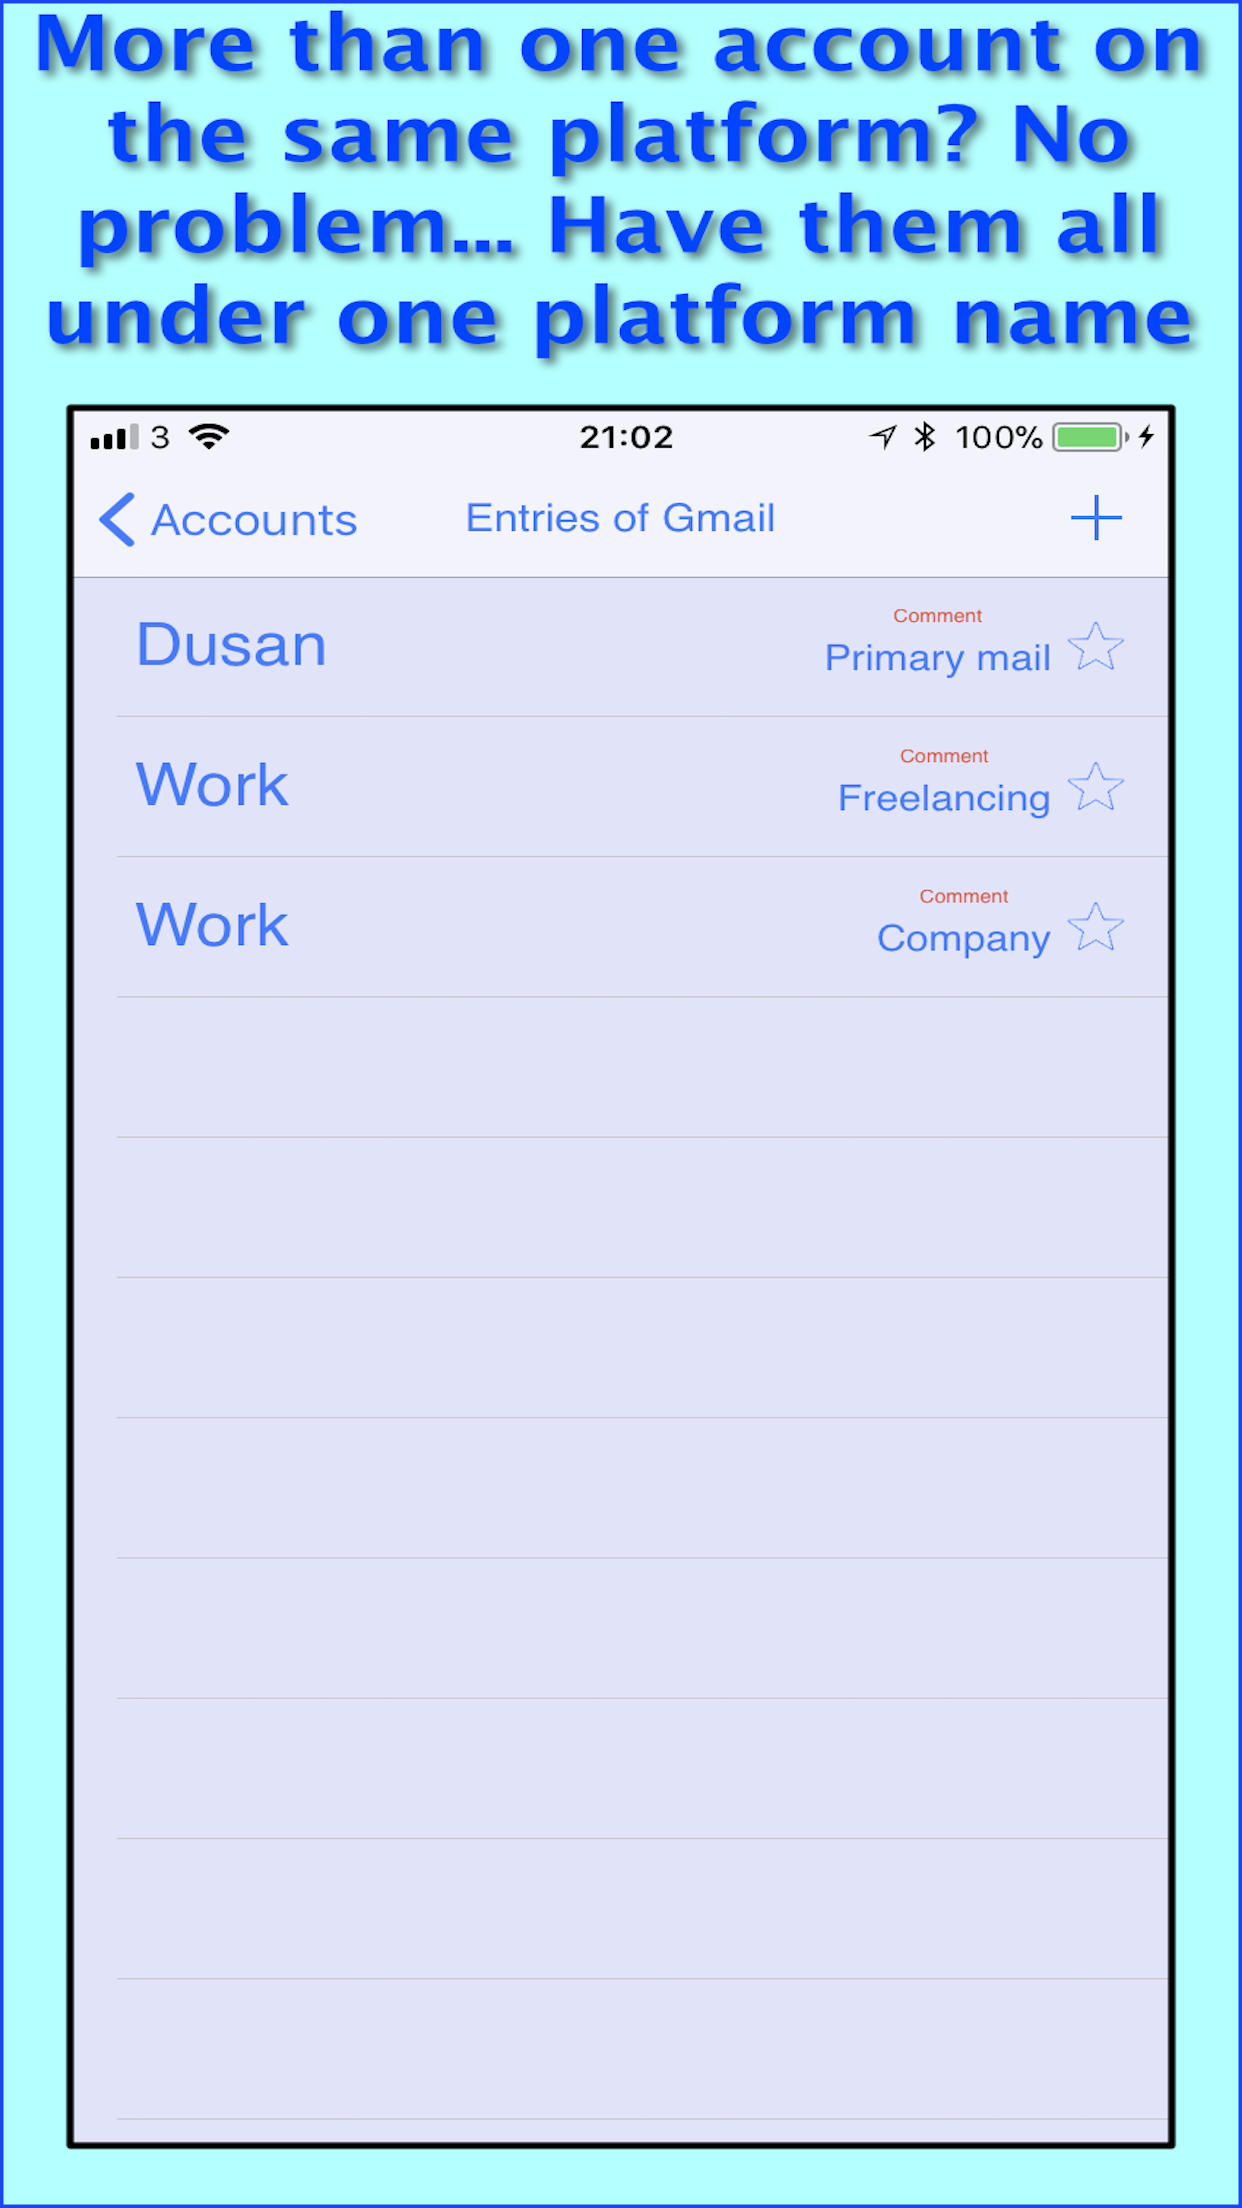 More than one account on
the same platform? No
problem... Have them all
under one platform name
3 21:02 100%
Accounts Entries of Gmail
Dusan Comment
Primary mail
Work Comment
Freelancing
Work Comment
Company